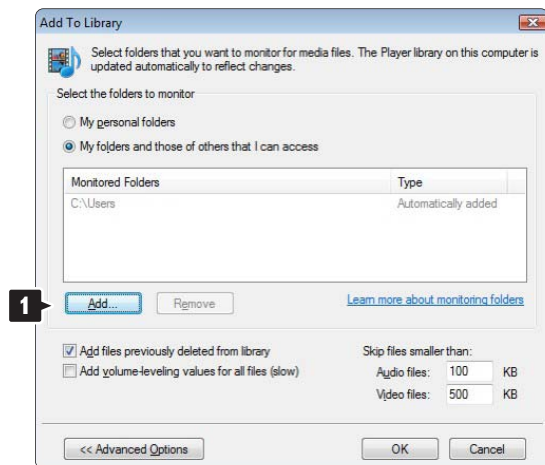 Add To Library
Select folders that you want to monitor for media files. The Player library on this computer is
updated automatically to reflect changes.
Select the folders to monitor
My personal folders
My folders and those of others that I can access
Monitored Folders Type
C:\Users Automatically added
1
Add... Remove Learn more about monitoring folders
Add files previously deleted from library Skip files smaller than:
Add volume-leveling values for all files (slow) Audio files: 100 KB
Video files: 500 KB
<< Advanced Options OK Cancel